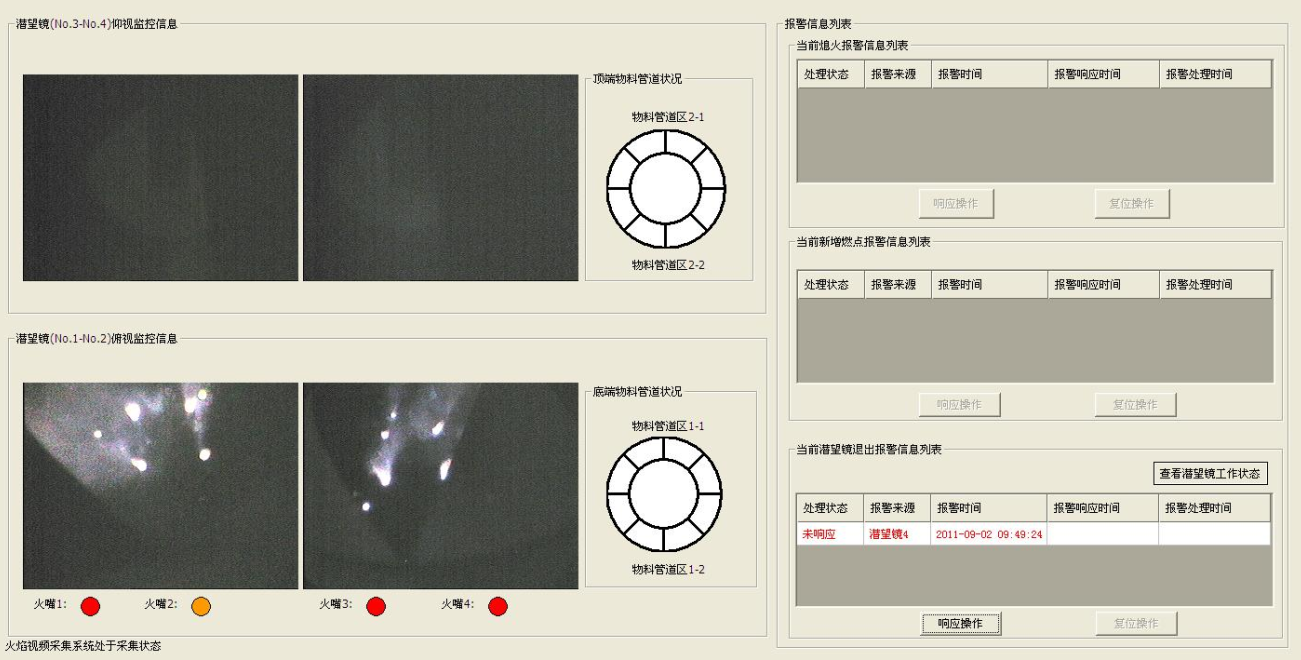 潜望镜(No.3-No.4)仰视监控信息
顶端物料管道状况
物料管道区2-1
物料管道区2-2
潜望镜(No.1-No.2)俯视监控信息
底端物料管道状况
物料管道区1-1
物料管道区1-2
火嘴1: 火嘴2: 火嘴3: 火嘴4:
火焰视频采集系统处于采集状态
报警信息列表
当前熄火报警信息列表
处理状态 报警来源 报警时间 报警响应时间 报警处理时间
响应操作 复位操作
当前新增燃点报警信息列表
处理状态 报警来源 报警时间 报警响应时间 报警处理时间
响应操作 复位操作
当前潜望镜退出报警信息列表
查看潜望镜工作状态
处理状态 报警来源 报警时间 报警响应时间 报警处理时间
未响应 潜望镜4 2011-09-02 09:49:24
响应操作 复位操作